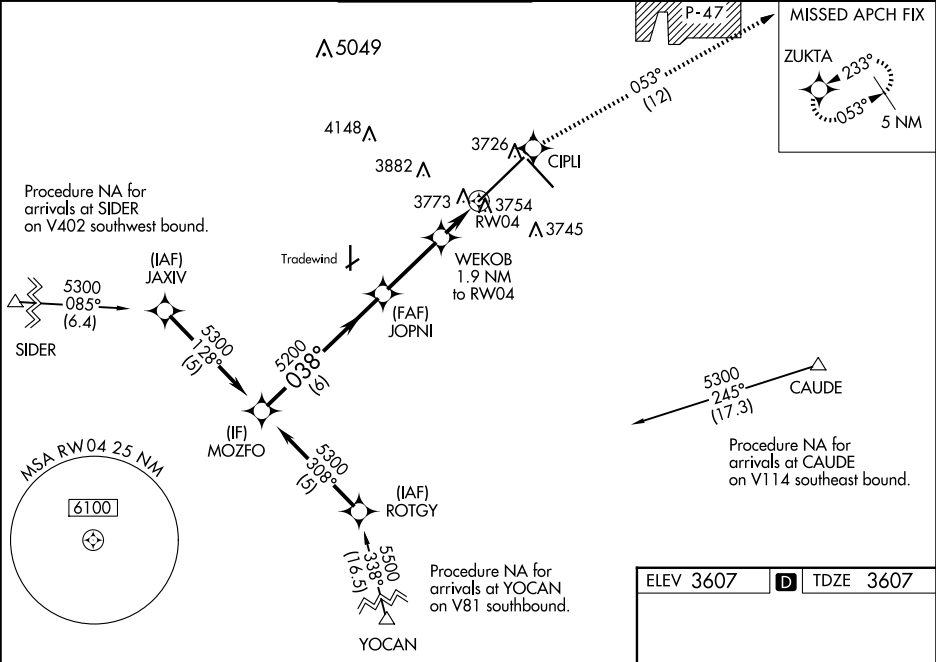 P-47
MISSED APCH FIX
ZUKTA
233°
053°
5 NM
053°
(12)
5049
4148
3726
CIPLI
3882
3773
3754
RW04
3745
Procedure NA for
arrivals at SIDER
on V402 southwest bound.
Tradewind
WEKOB
1.9 NM
to RW04
(IAF)
JAXIV
5300
085°
(6.4)
SIDER
(FAF)
JOPNI
5300
128°
(5)
5200
038°
(6)
5300
245°
(17.3)
CAUDE
(IF)
MOZFO
Procedure NA for
arrivals at CAUDE
on V114 southeast bound.
5300
308°
(5)
MSA RW04 25 NM
6100
(IAF)
ROTGY
5500
338°
(16.5)
Procedure NA for
arrivals at YOCAN
on V81 southbound.
YOCAN
ELEV 3607 D TDZE 3607